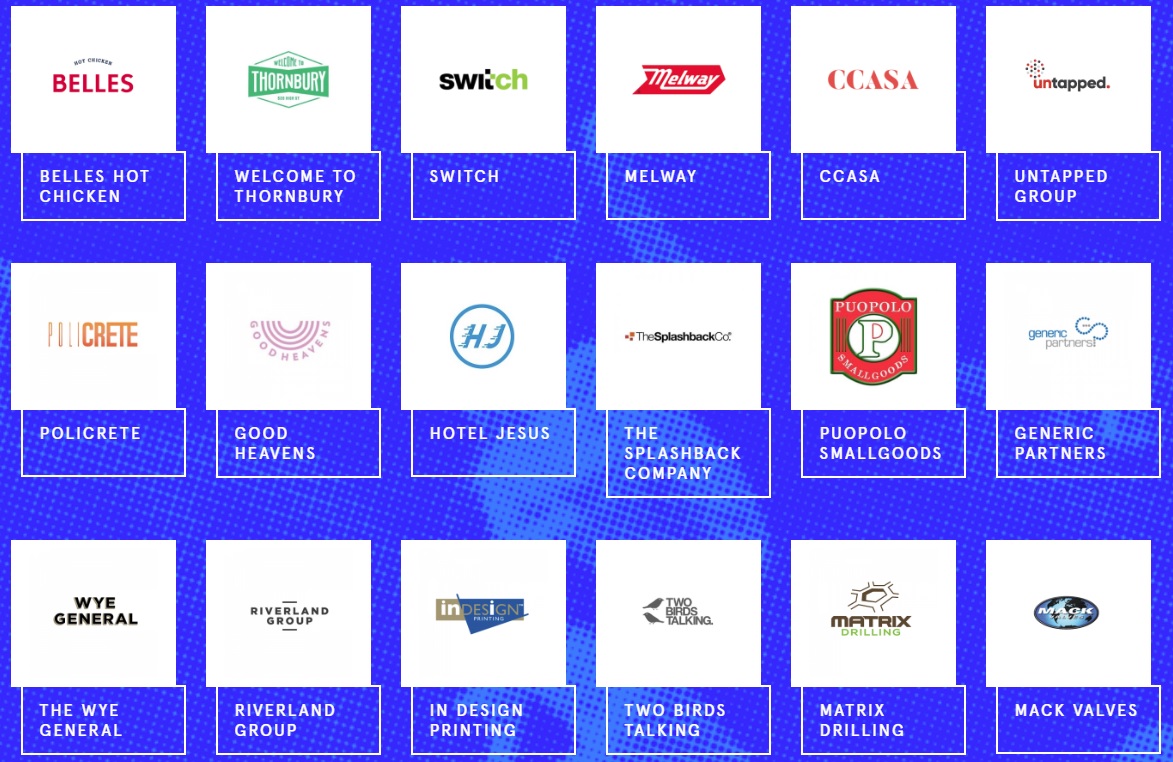 HOT CHICKEN
BELLES
WELCOME TO
THORNBURY
switch
Melway
CCASA
untapped.
BELLES HOT
CHICKEN
WELCOME TO
THORNBURY
SWITCH
MELWAY
CCASA
UNTAPPED
GROUP
POLICRETE
GOOD HEAVENS
HJ
TheSplashbackCo.
PUOPOLO
P
SMALLGOODS
generic
partners
POLICRETE
GOOD
HEAVENS
HOTEL JESUS
THE
SPLASHBACK
COMPANY
PUOPOLO
SMALLGOODS
GENERIC
PARTNERS
WYE
GENERAL
RIVERLAND
GROUP
inDESiGN
PRINTING
TWO
BIRDS
TALKING.
MATRIX
DRILLING
MACK
THE WYE
GENERAL
RIVERLAND
GROUP
IN DESIGN
PRINTING
TWO BIRDS
TALKING
MATRIX
DRILLING
MACK VALVES